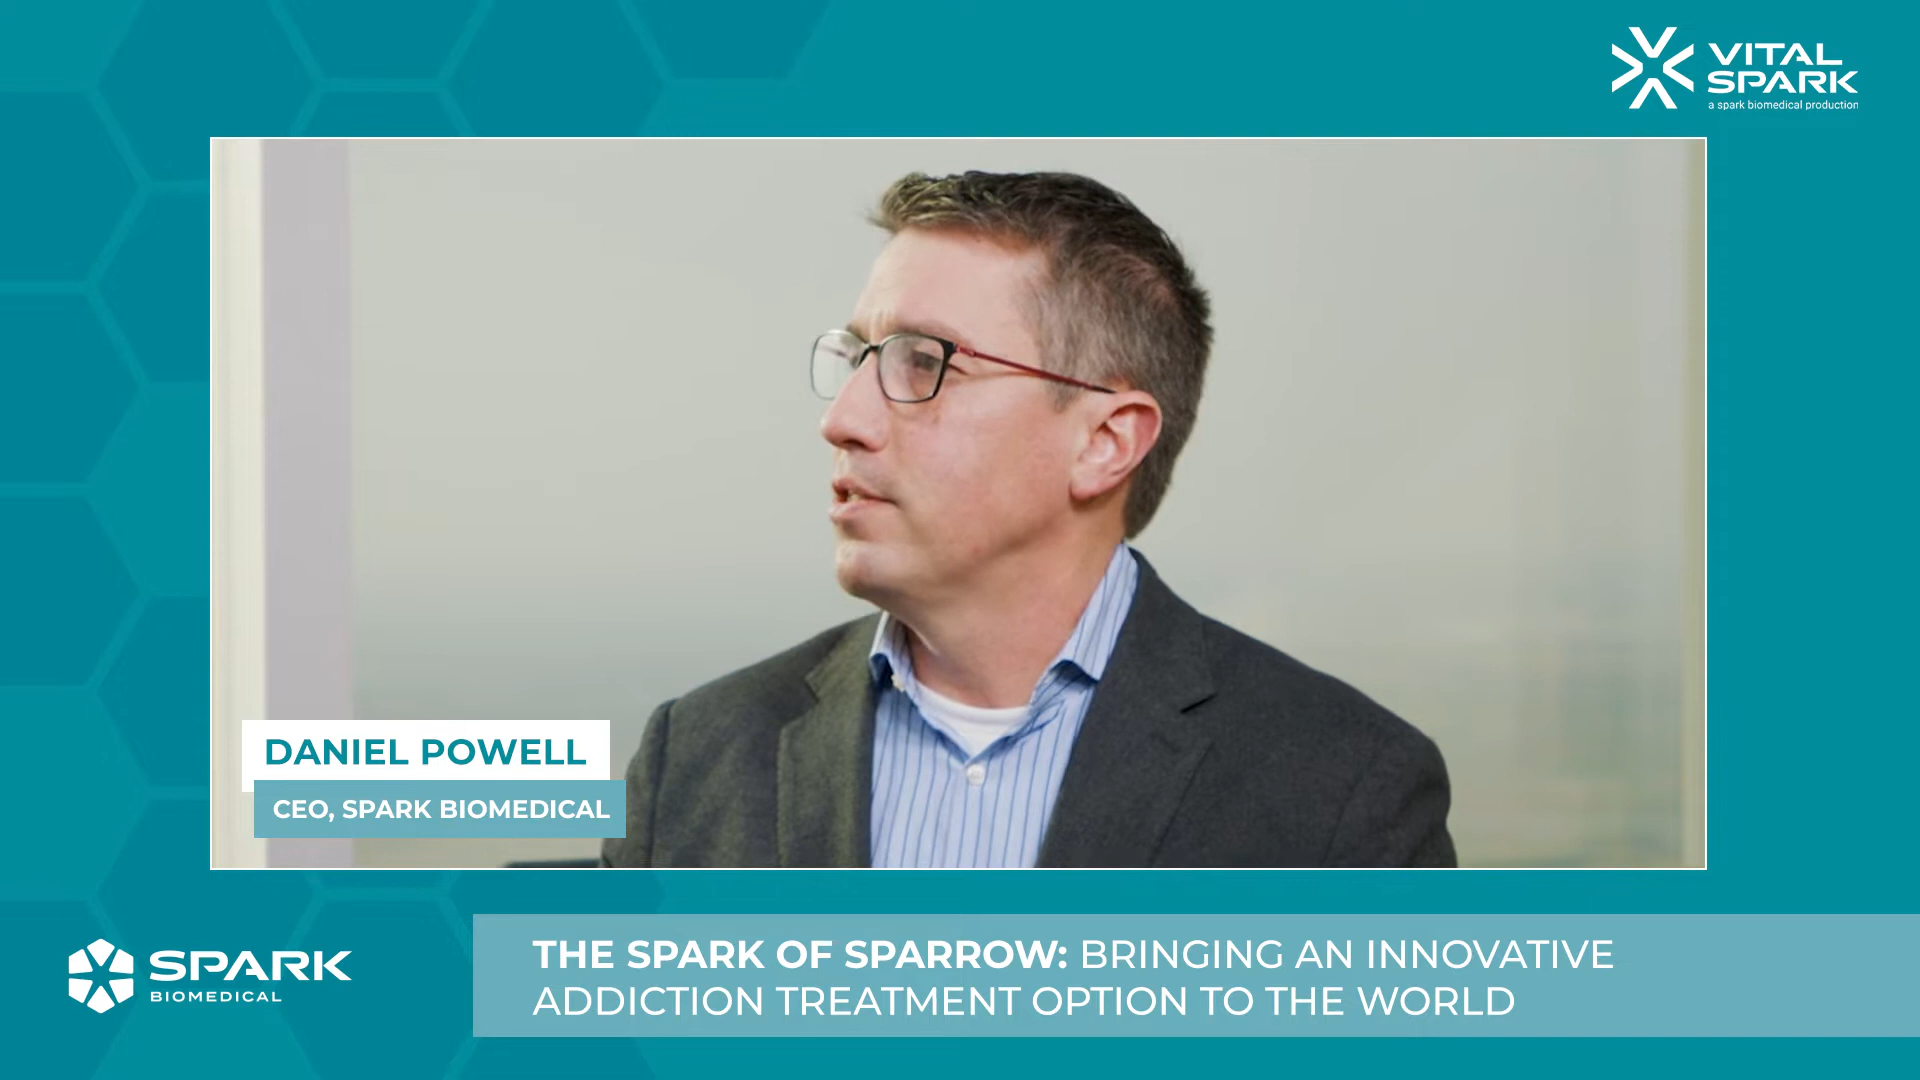 VITAL
SPARK
a spark biomedical production
DANIEL POWELL
CEO, SPARK BIOMEDICAL
SPARK
BIOMEDICAL
THE SPARK OF SPARROW: BRINGING AN INNOVATIVE
ADDICTION TREATMENT OPTION TO THE WORLD